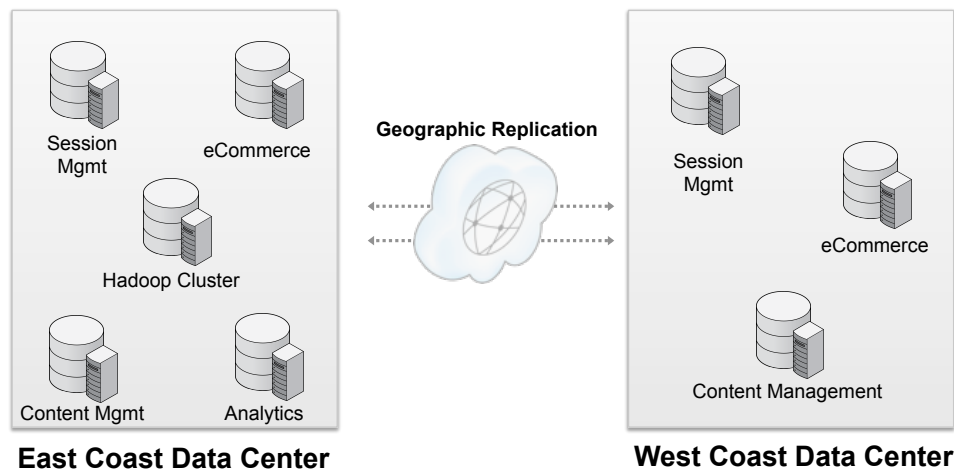 Session
Mgmt
eCommerce
Hadoop Cluster
Content Mgmt
Analytics
East Coast Data Center
Geographic Replication
Session
Mgmt
eCommerce
Content Management
West Coast Data Center